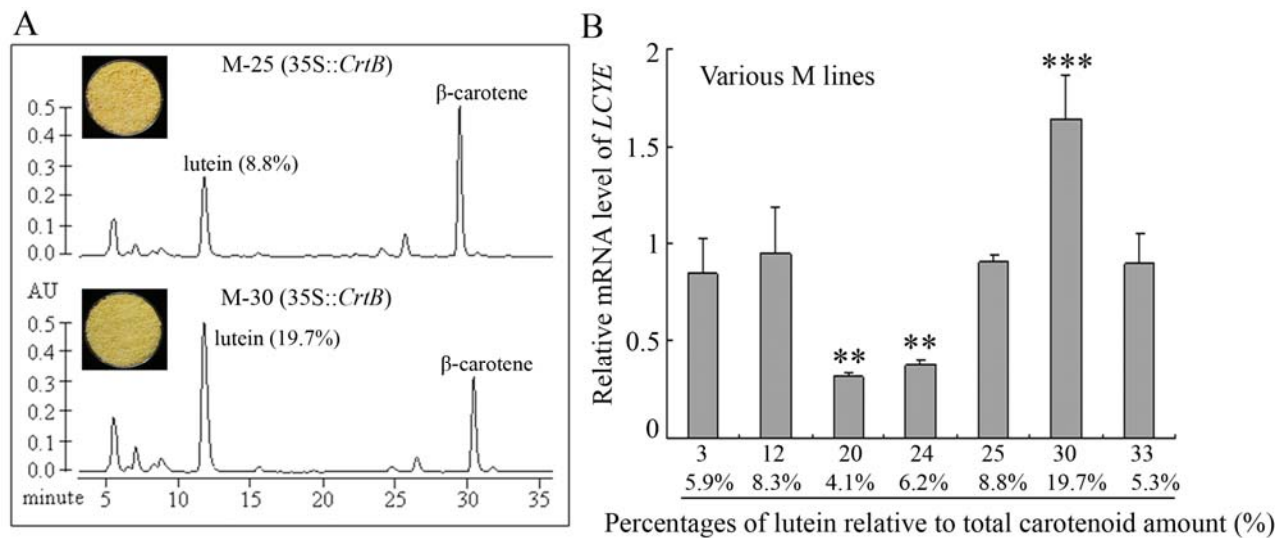 A
M-25 (35S::CrtB)
β-carotene
lutein (8.8%)
0.5
0.4
0.3
0.2
0.1
0.0
AU
M-30 (35S::CrtB)
lutein (19.7%)
β-carotene
0.5
0.4
0.3
0.2
0.1
0.0
minute 5 10 15 20 25 30 35
B
Various M lines
Relative mRNA level of LCYE
2
1.5
1
0.5
0
** ** ***
3 12 20 24 25 30 33
5.9% 8.3% 4.1% 6.2% 8.8% 19.7% 5.3%
Percentages of lutein relative to total carotenoid amount (%)